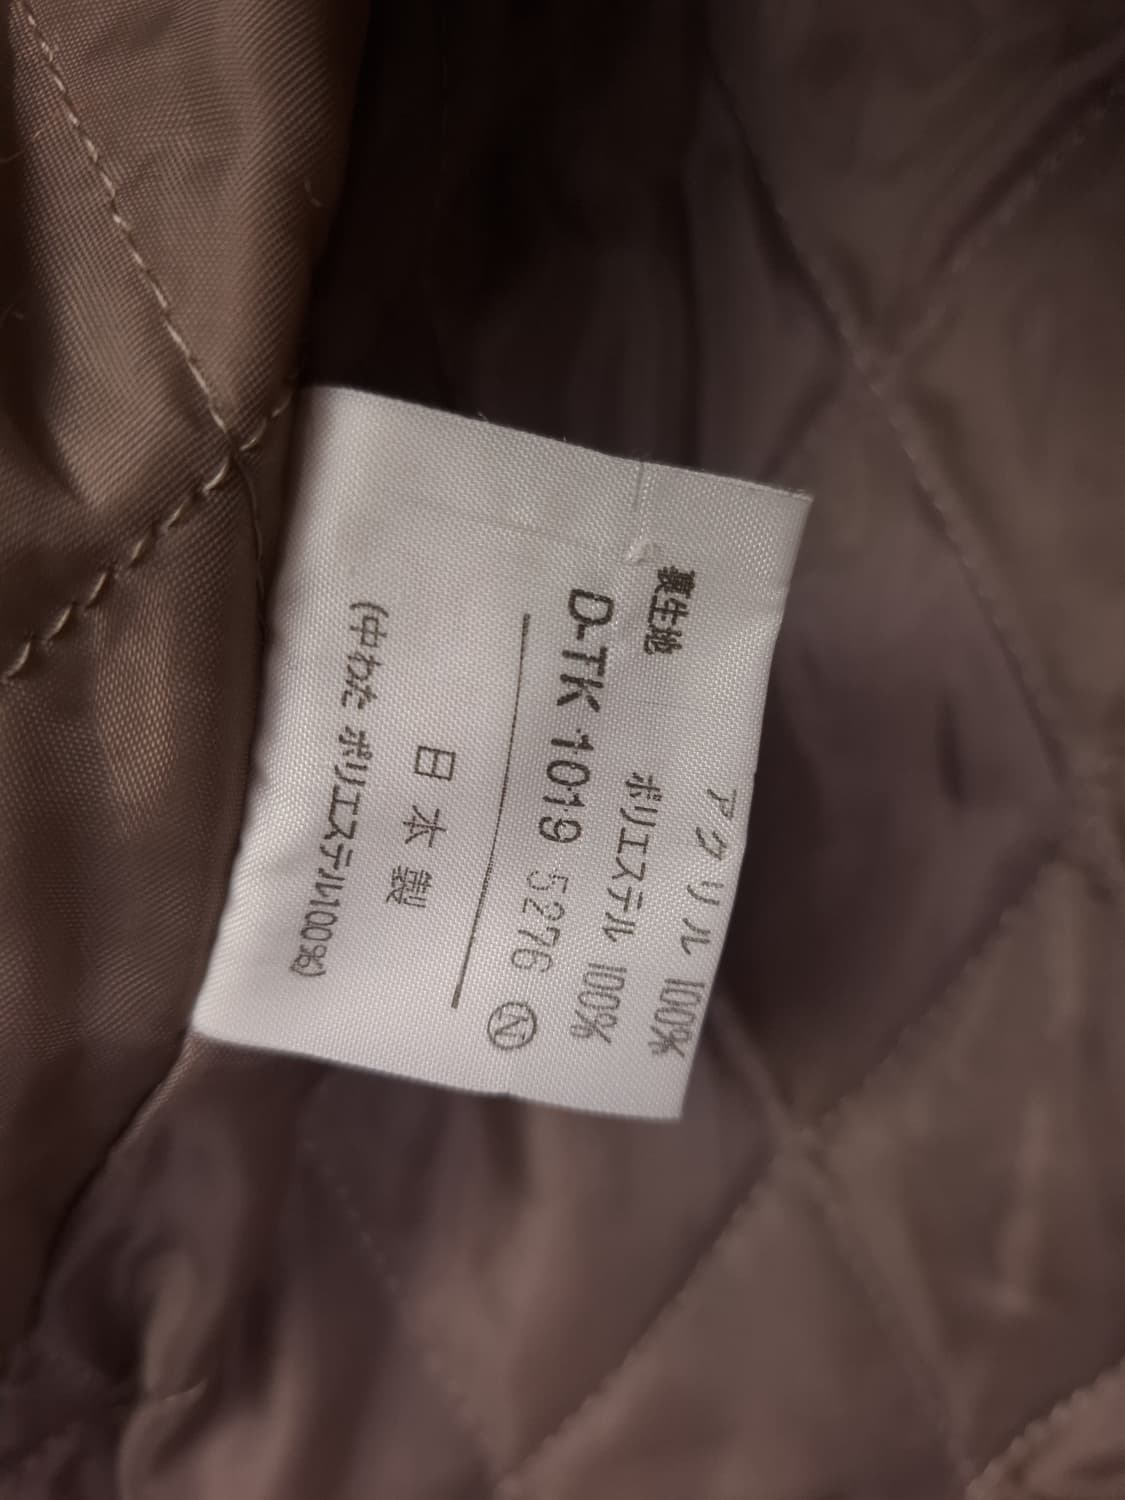 アクリル 100%
裏生地 ポリエステル 100%
D-TK 1019 5276 Ⓝ
日本製
(中わた ポリエステル100%)